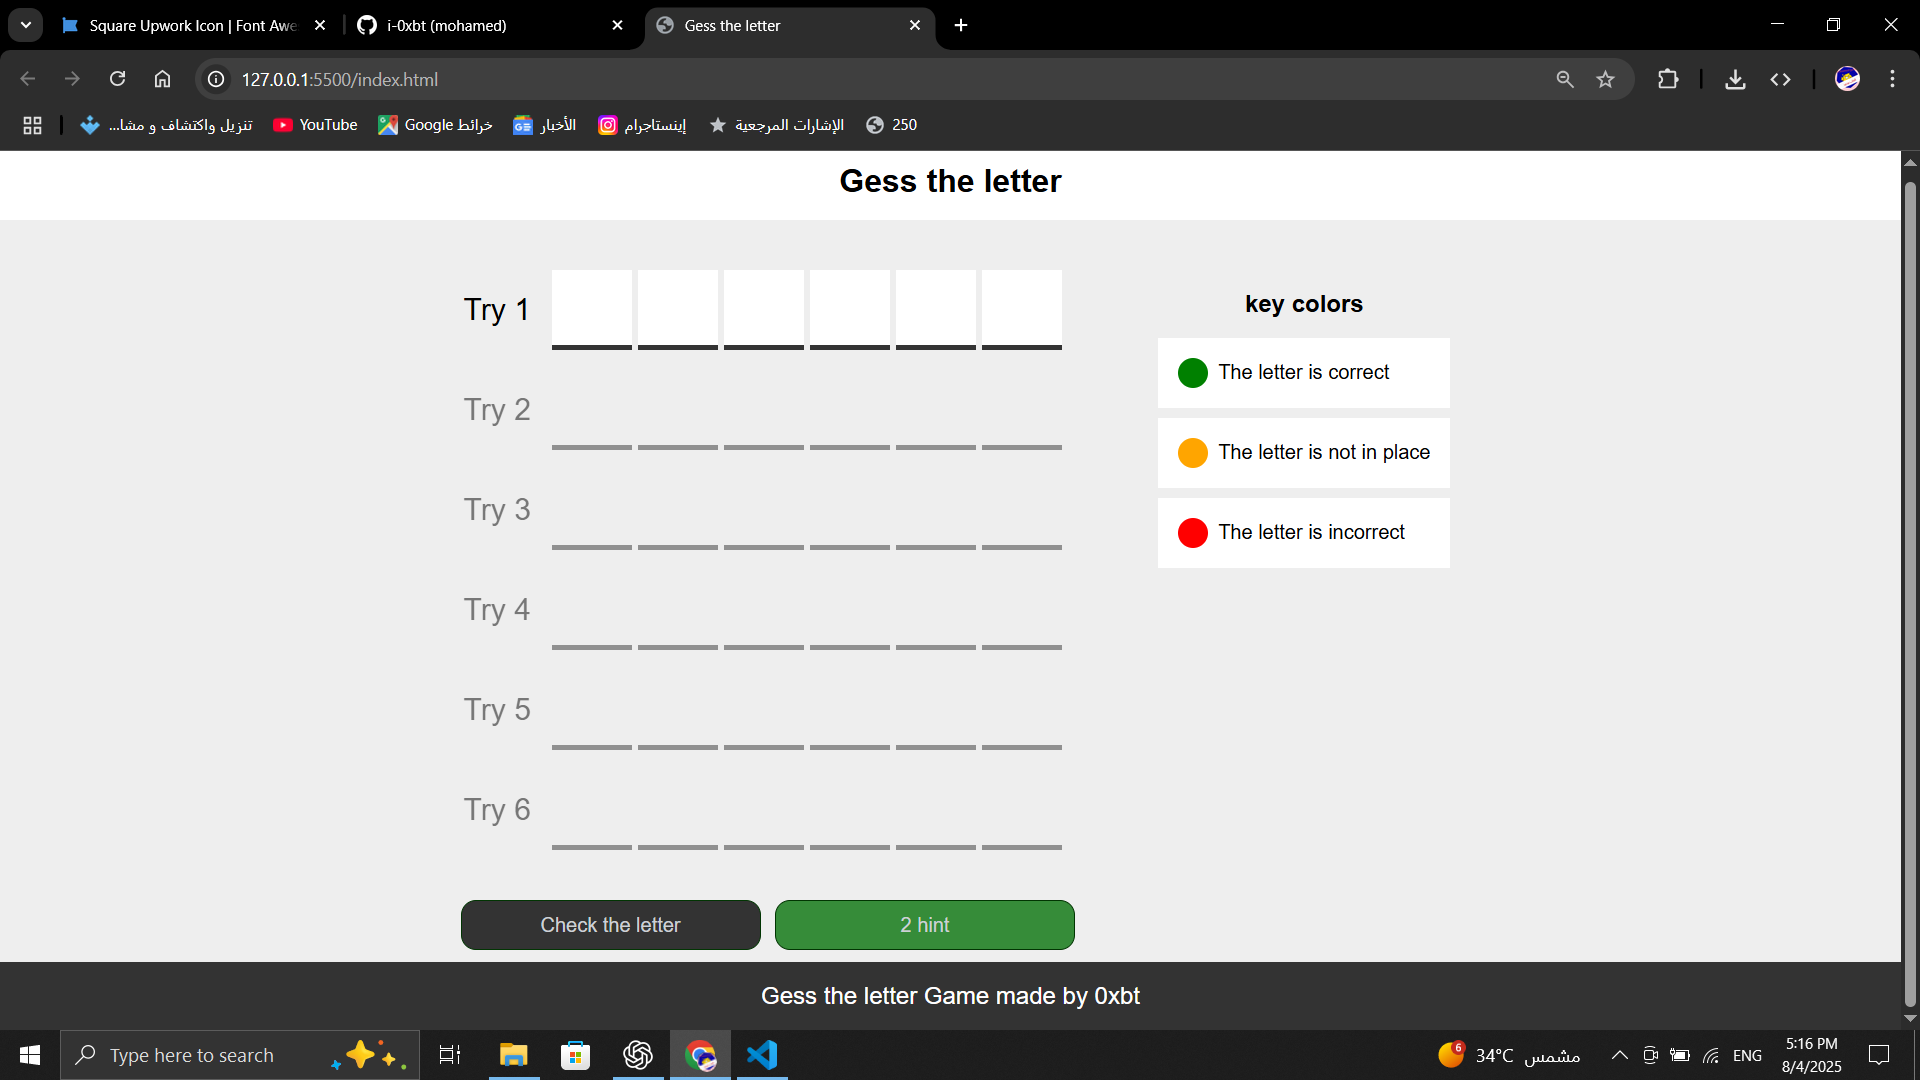 Square Upwork Icon | Font Awe
i-0xbt (mohamed)
Gess the letter
127.0.0.1:5500/index.html
تنزيل واكتشاف و مشا...
YouTube
خرائط Google
الأخبار
إينستاجرام
الإشارات المرجعية
250
Gess the letter
Try 1
Try 2
Try 3
Try 4
Try 5
Try 6
key colors
The letter is correct
The letter is not in place
The letter is incorrect
Check the letter
2 hint
Gess the letter Game made by 0xbt
Type here to search
6
34°C مشمس
ENG
5:16 PM
8/4/2025